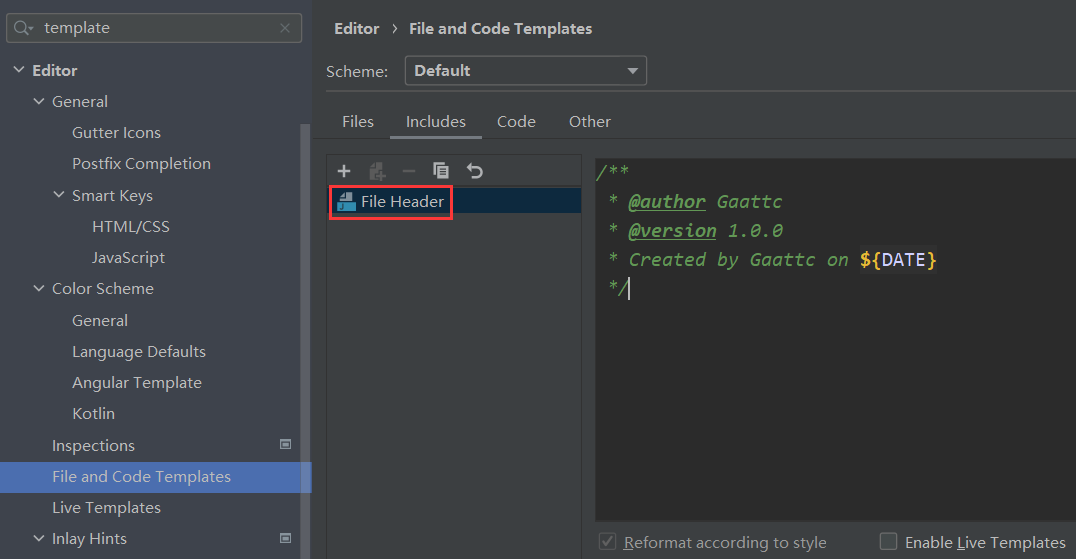 template
Editor
General
Gutter Icons
Postfix Completion
Smart Keys
HTML/CSS
JavaScript
Color Scheme
General
Language Defaults
Angular Template
Kotlin
Inspections
File and Code Templates
Live Templates
Inlay Hints
Editor › File and Code Templates
Scheme: Default
Files Includes Code Other
File Header
/**
* @author Gaattc
* @version 1.0.0
* Created by Gaattc on ${DATE}
*/
Reformat according to style Enable Live Templates